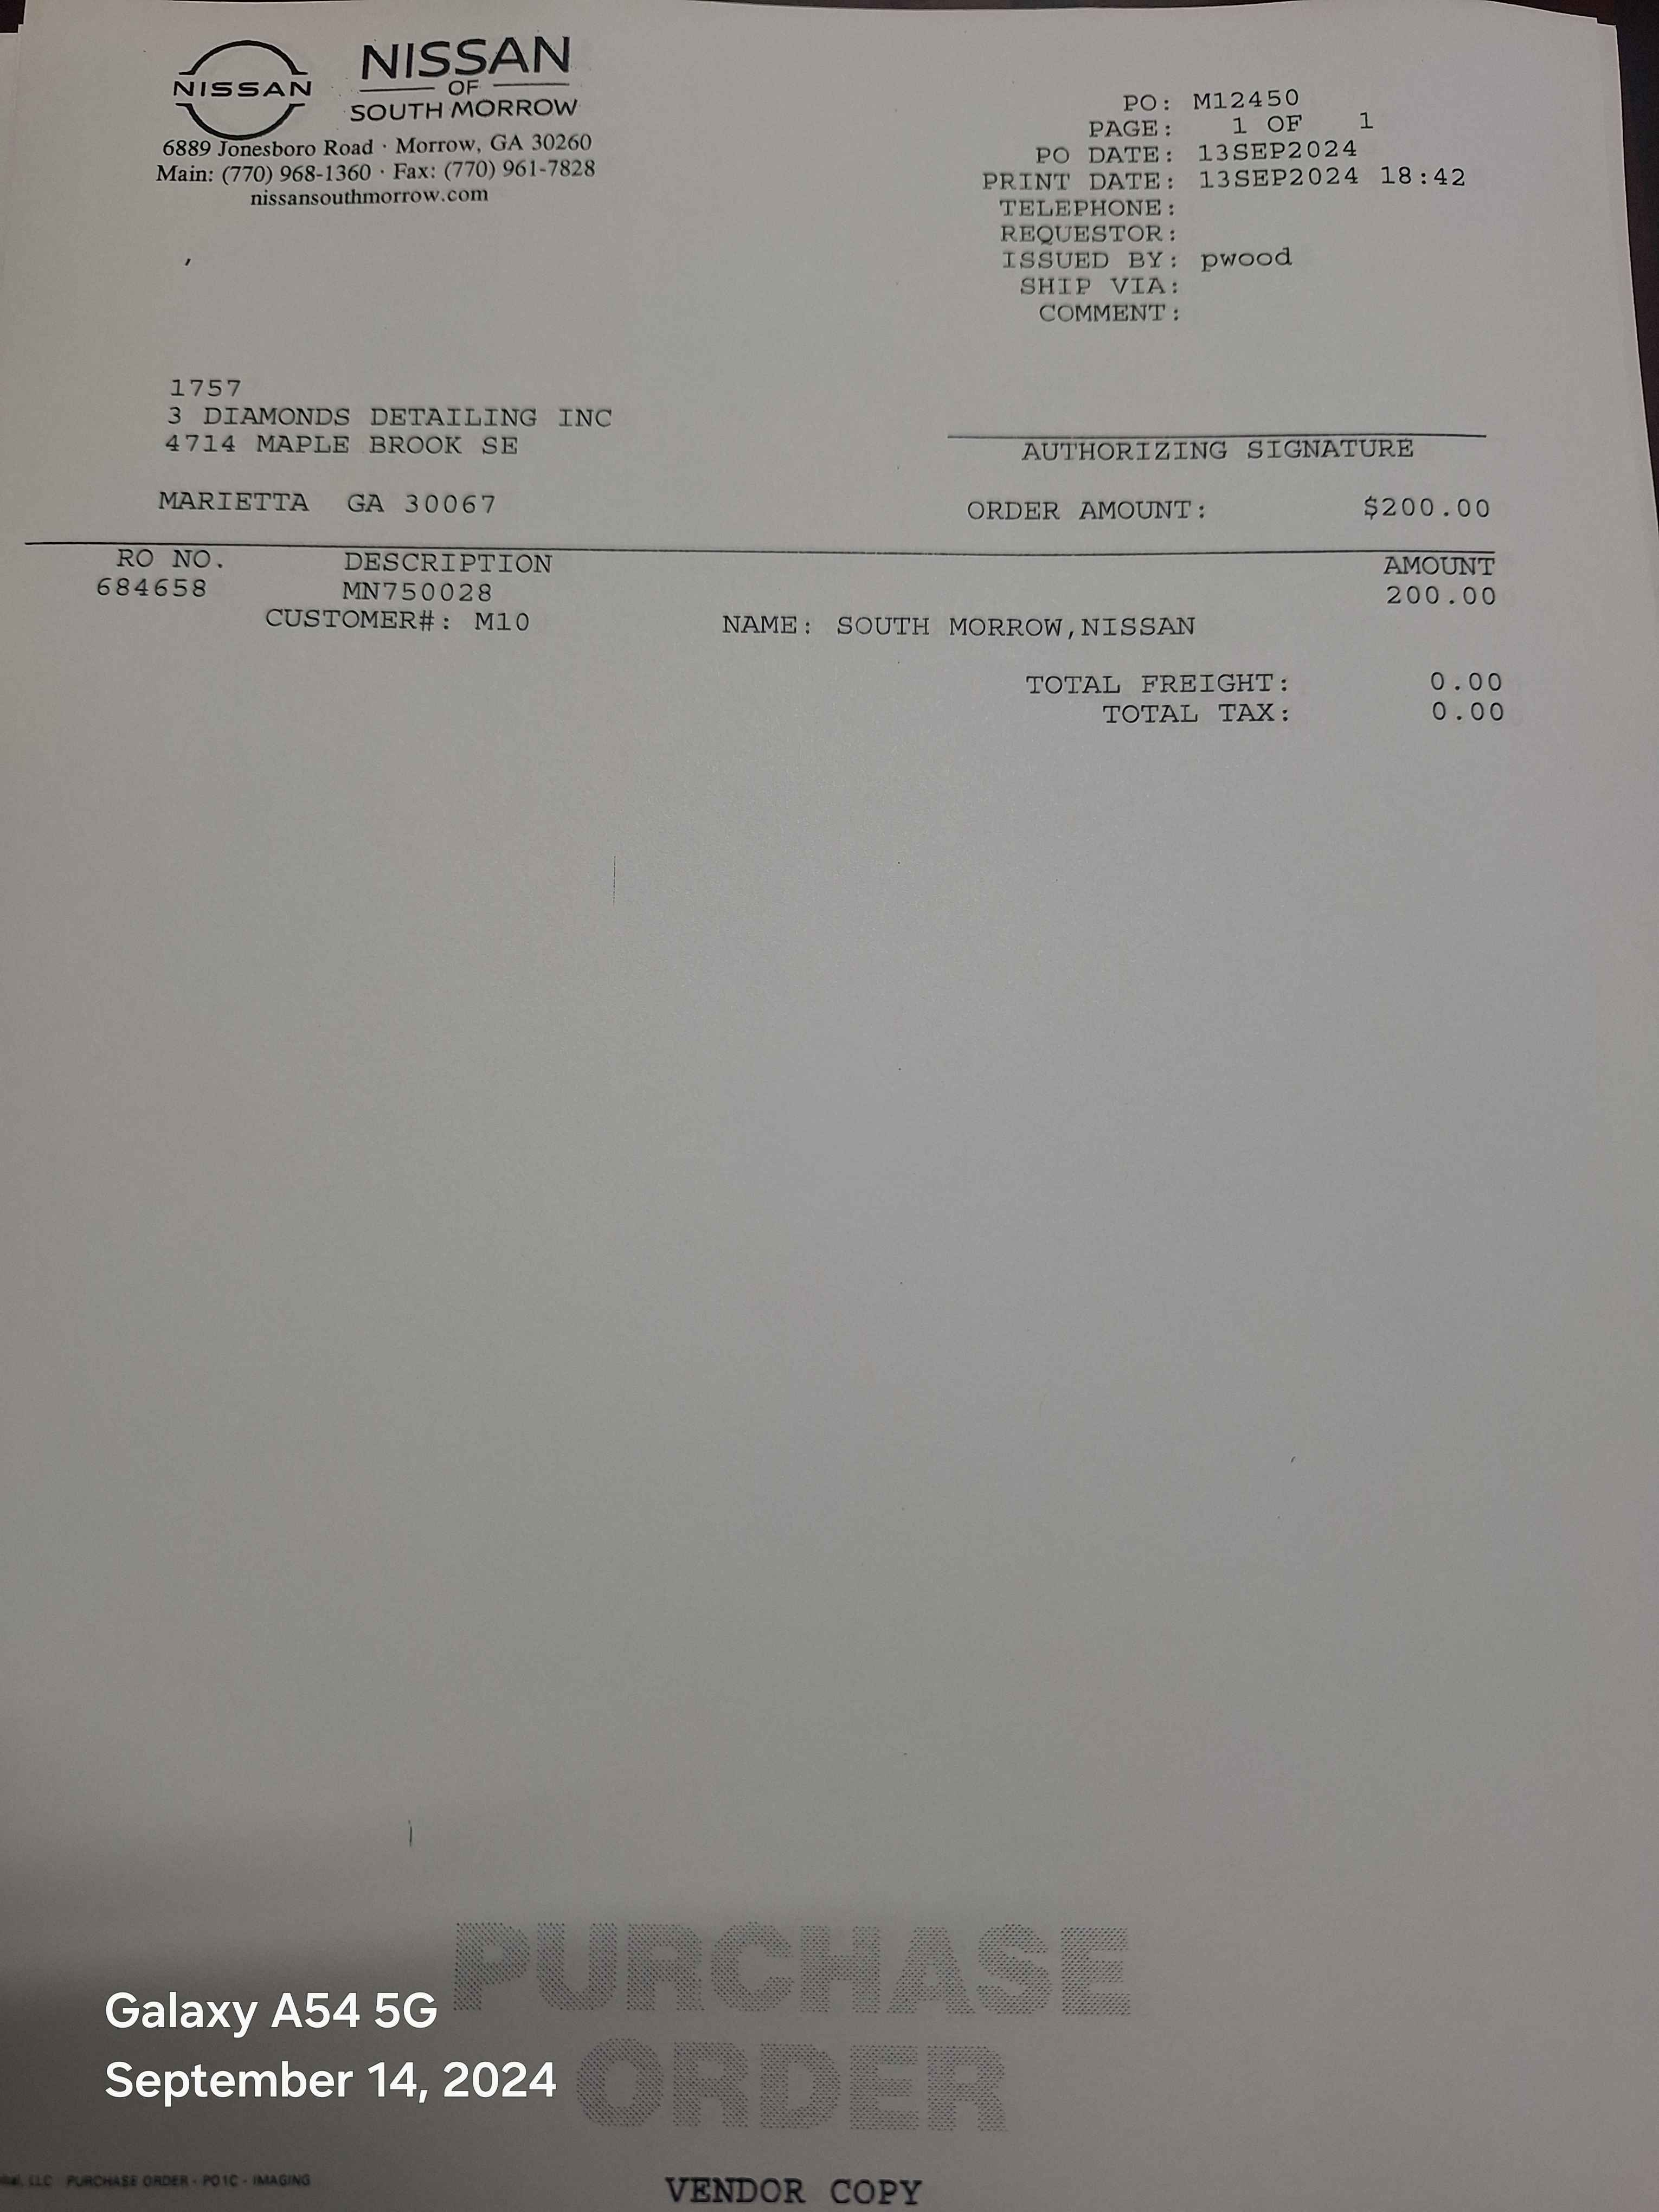 NISSAN
NISSAN
OF
SOUTH MORROW
6889 Jonesboro Road · Morrow, GA 30260
Main: (770) 968-1360 · Fax: (770) 961-7828
nissansouthmorrow.com
PO: M12450
PAGE: 1 OF 1
PO DATE: 13SEP2024
PRINT DATE: 13SEP2024 18:42
TELEPHONE:
REQUESTOR:
ISSUED BY: pwood
SHIP VIA:
COMMENT:
1757
3 DIAMONDS DETAILING INC
4714 MAPLE BROOK SE
MARIETTA GA 30067
AUTHORIZING SIGNATURE
ORDER AMOUNT: $200.00
RO NO. DESCRIPTION AMOUNT
684658 MN750028 200.00
CUSTOMER#: M10 NAME: SOUTH MORROW,NISSAN
TOTAL FREIGHT: 0.00
TOTAL TAX: 0.00
PURCHASE
ORDER
Galaxy A54 5G
September 14, 2024
LLC PURCHASE ORDER - PO1C - IMAGING
VENDOR COPY